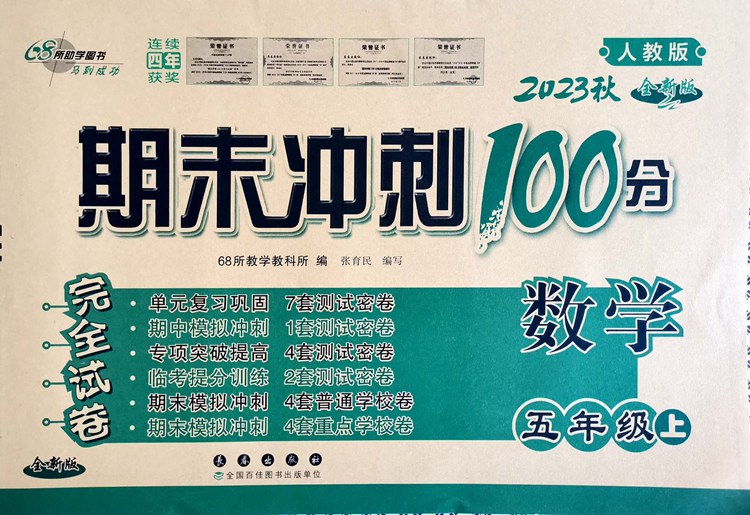 68所助学图书
马到成功
连续
四年
获奖
荣誉证书
荣誉证书
荣誉证书
人教版
2023秋
全新版
期末冲刺100分
68所教学教科所 编 张育民 编写
完全试卷
·单元复习巩固 7套测试密卷
·期中模拟冲刺 1套测试密卷
·专项突破提高 4套测试密卷
·临考提分训练 2套测试密卷
·期末模拟冲刺 4套普通学校卷
·期末模拟冲刺 4套重点学校卷
数学
五年级上
全新版
长春出版社
全国百佳图书出版单位